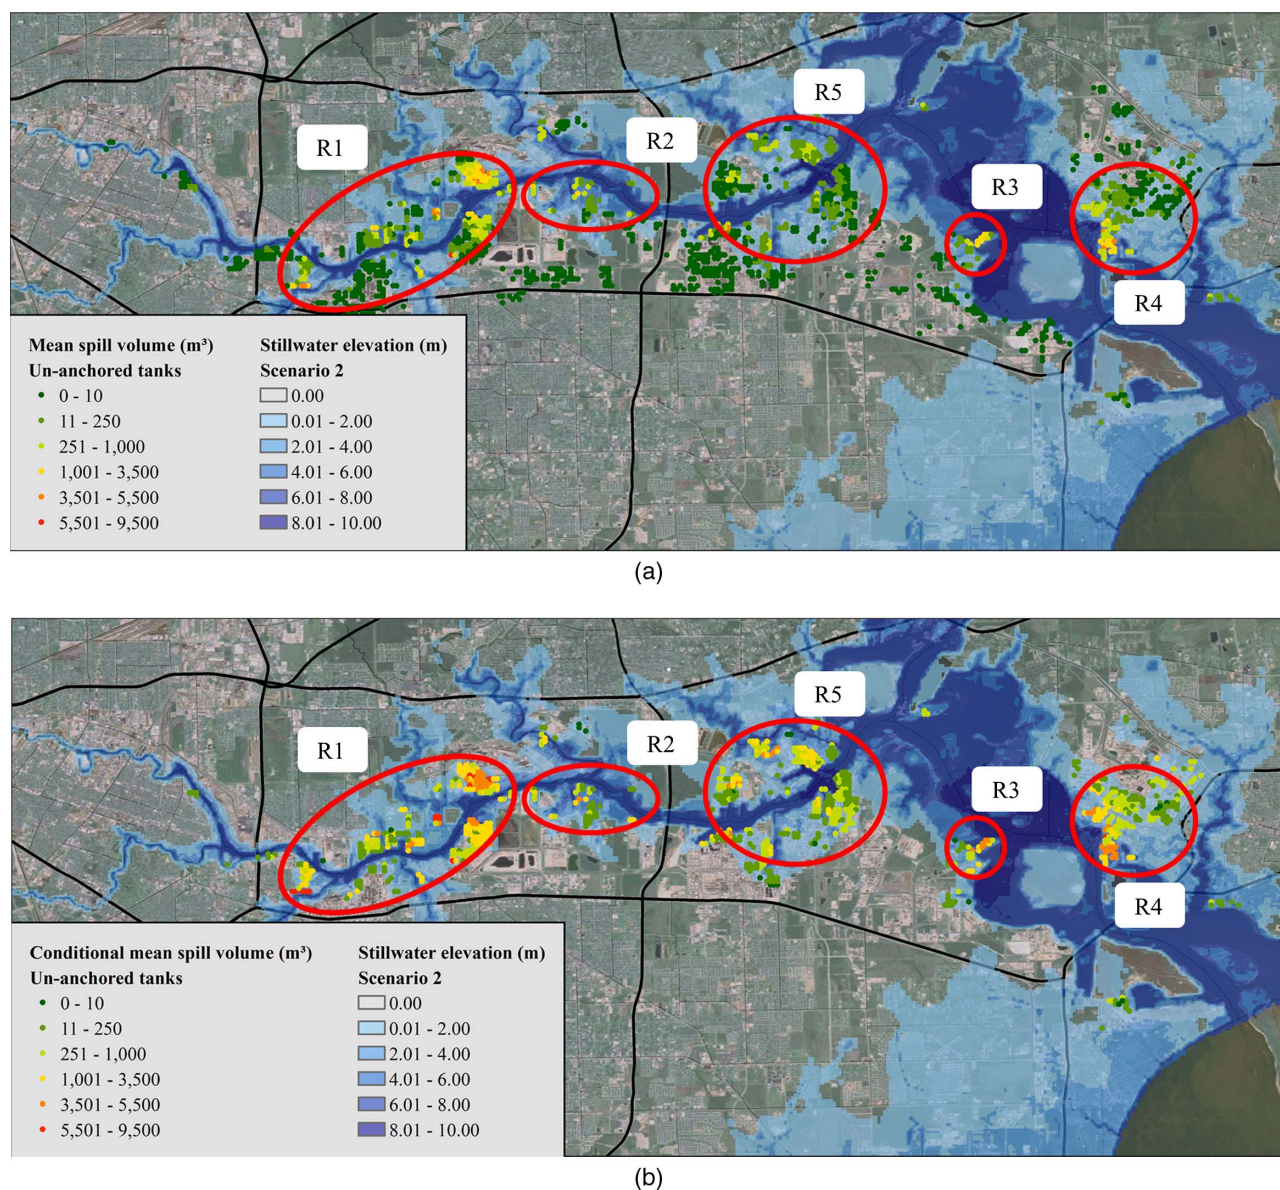 R1
R2
R5
R3
R4
Mean spill volume (m³)
Un-anchored tanks
0 - 10
11 - 250
251 - 1,000
1,001 - 3,500
3,501 - 5,500
5,501 - 9,500
Stillwater elevation (m)
Scenario 2
0.00
0.01 - 2.00
2.01 - 4.00
4.01 - 6.00
6.01 - 8.00
8.01 - 10.00
(a)
R1
R2
R5
R3
R4
Conditional mean spill volume (m³)
Un-anchored tanks
0 - 10
11 - 250
251 - 1,000
1,001 - 3,500
3,501 - 5,500
5,501 - 9,500
Stillwater elevation (m)
Scenario 2
0.00
0.01 - 2.00
2.01 - 4.00
4.01 - 6.00
6.01 - 8.00
8.01 - 10.00
(b)